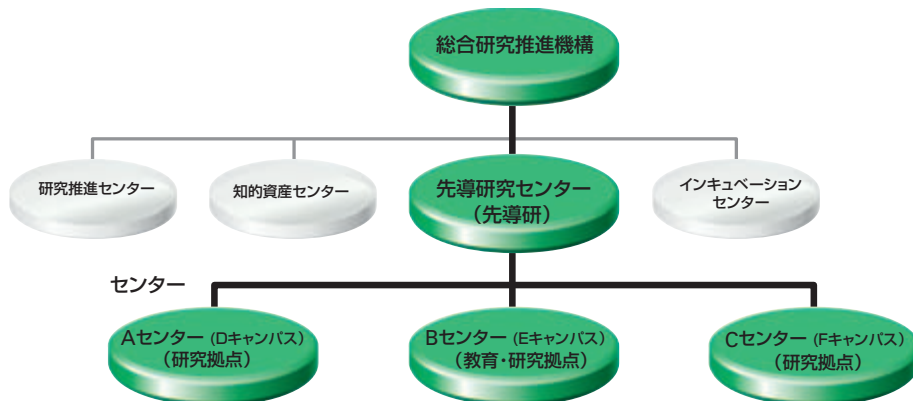 総合研究推進機構
研究推進センター
知的資産センター
先導研究センター
(先導研)
インキュベーション
センター
センター
Aセンター (Dキャンパス)
(研究拠点)
Bセンター (Eキャンパス)
(教育・研究拠点)
Cセンター (Fキャンパス)
(研究拠点)